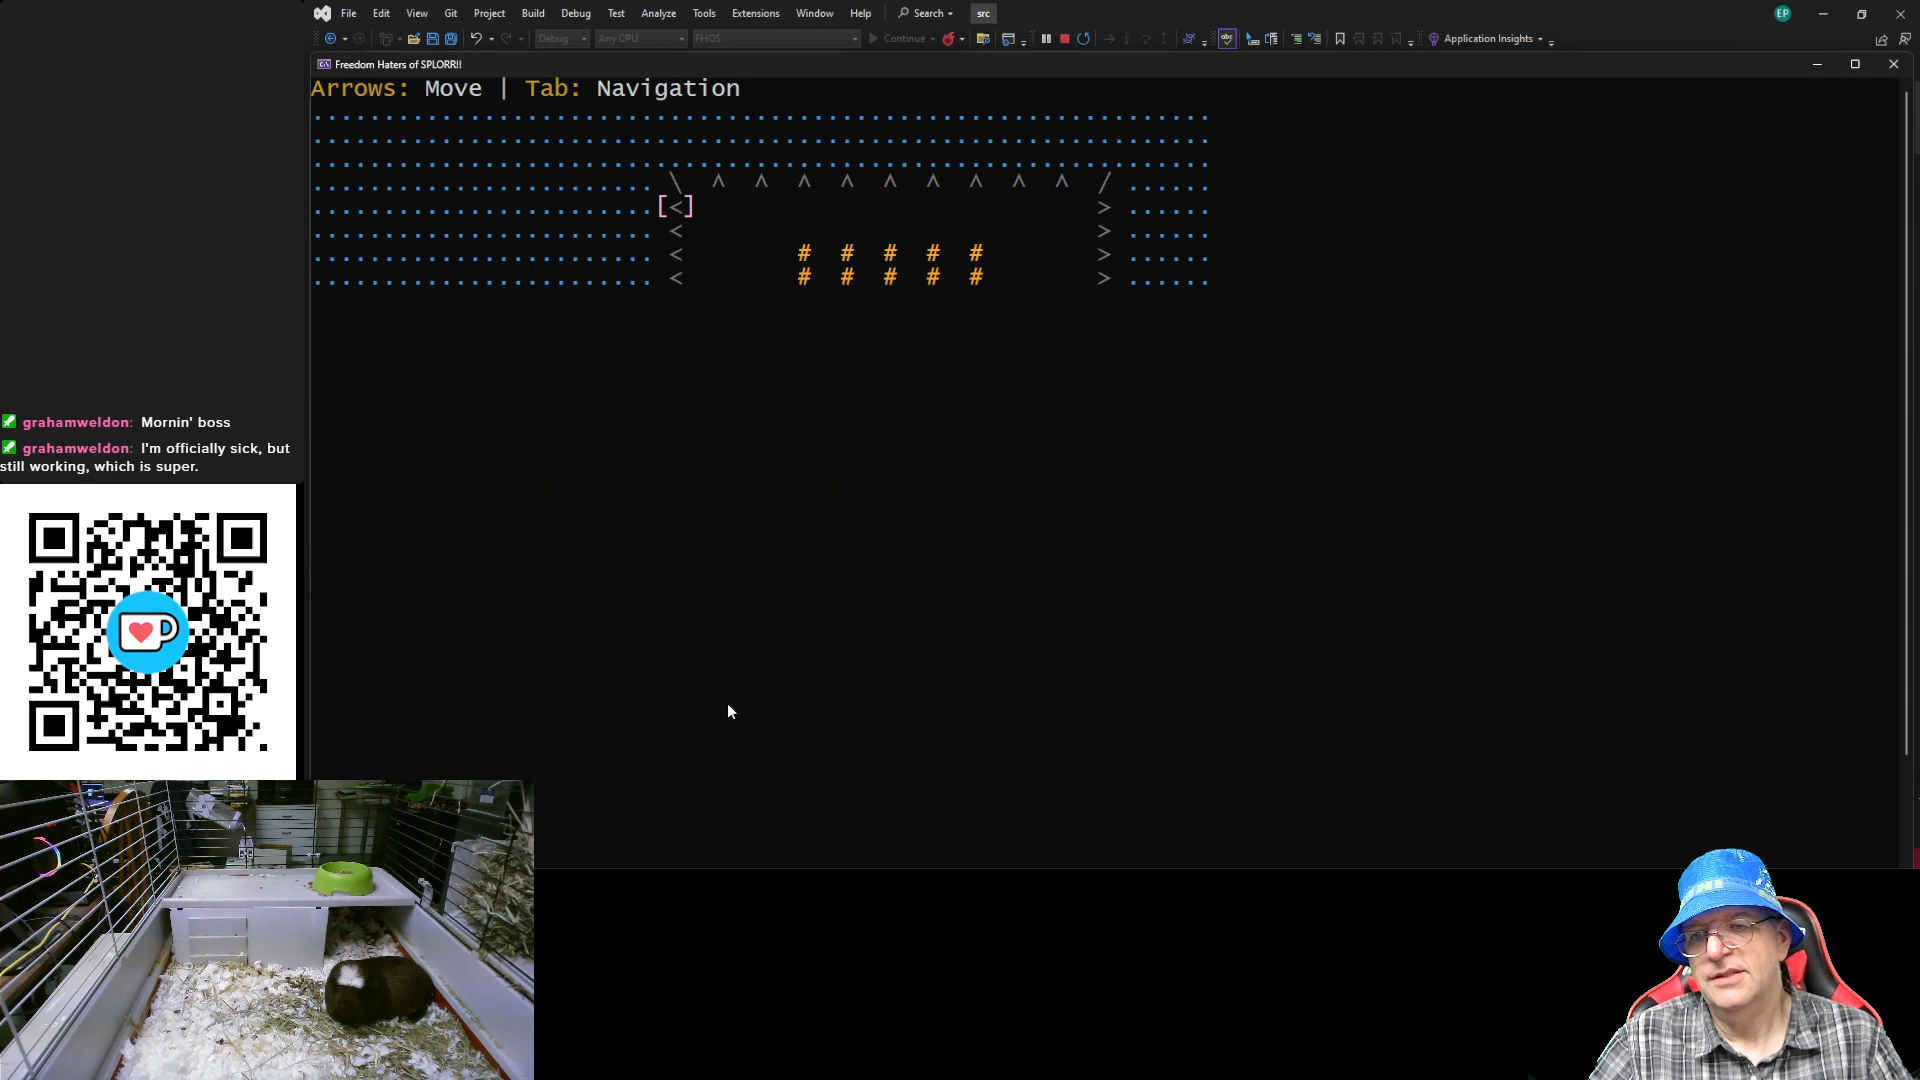 File Edit View Git Project Build Debug Test Analyze Tools Extensions Window Help Search src EP
Debug Any CPU FHOS Continue Application Insights
Freedom Haters of SPLORR!!
Arrows: Move | Tab: Navigation
\ ^ ^ ^ ^ ^ ^ ^ ^ ^ /
[<] >
< >
< # # # # # >
< # # # # # >
grahamweldon: Mornin' boss
grahamweldon: I'm officially sick, but
still working, which is super.